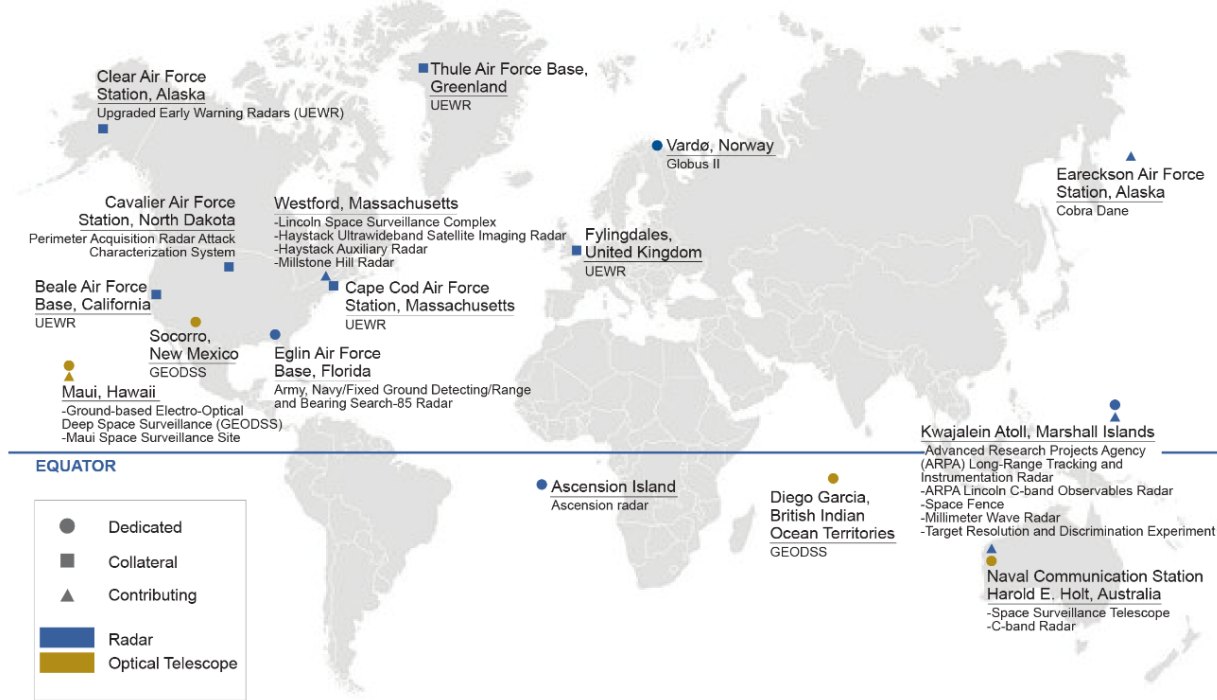 Clear Air Force
Station, Alaska
Upgraded Early Warning Radars (UEWR)
Thule Air Force Base,
Greenland
UEWR
Vardø, Norway
Globus II
Eareckson Air Force
Station, Alaska
Cobra Dane
Cavalier Air Force
Station, North Dakota
Perimeter Acquisition Radar Attack
Characterization System
Westford, Massachusetts
-Lincoln Space Surveillance Complex
-Haystack Ultrawideband Satellite Imaging Radar
-Haystack Auxiliary Radar
-Millstone Hill Radar
Fylingdales,
United Kingdom
UEWR
Beale Air Force
Base, California
UEWR
Cape Cod Air Force
Station, Massachusetts
UEWR
Socorro,
New Mexico
GEODSS
Eglin Air Force
Base, Florida
Army, Navy/Fixed Ground Detecting/Range
and Bearing Search-85 Radar
Maui, Hawaii
-Ground-based Electro-Optical
Deep Space Surveillance (GEODSS)
-Maui Space Surveillance Site
Kwajalein Atoll, Marshall Islands
-Advanced Research Projects Agency
(ARPA) Long-Range Tracking and
Instrumentation Radar
-ARPA Lincoln C-band Observables Radar
-Space Fence
-Millimeter Wave Radar
-Target Resolution and Discrimination Experiment
EQUATOR
Ascension Island
Ascension radar
Diego Garcia,
British Indian
Ocean Territories
GEODSS
Naval Communication Station
Harold E. Holt, Australia
-Space Surveillance Telescope
-C-band Radar
Dedicated
Collateral
Contributing
Radar
Optical Telescope